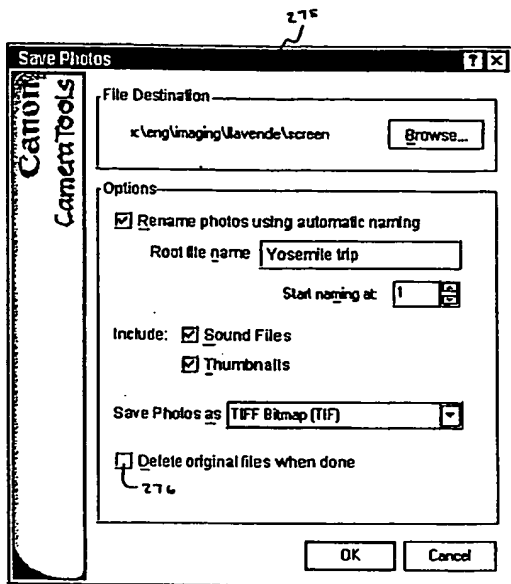 275
Save Photos
Canon
CameraTools
File Destination
x:\eng\imaging\llavende\screen
Browse...
Options
Rename photos using automatic naming
Root file name Yosemite trip
Start naming at: 1
Include: Sound Files
Thumbnails
Save Photos as TIFF Bitmap (TIF)
Delete original files when done
276
OK Cancel